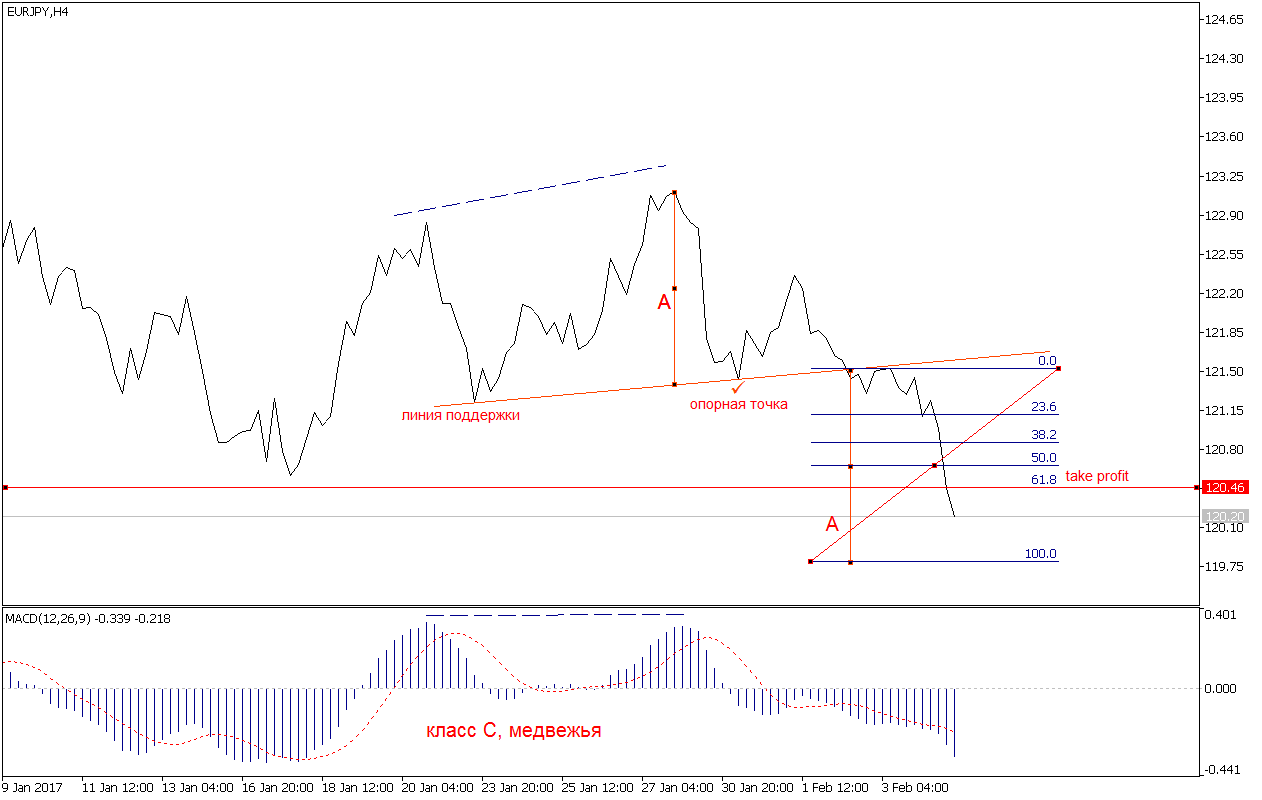 EURJPY,H4
124.65
124.30
123.95
123.60
123.25
122.90
122.55
122.20
121.85
121.50
121.15
120.80
120.46
120.20
120.10
119.75
A
линия поддержки
опорная точка
0.0
23.6
38.2
50.0
61.8
take profit
A
100.0
MACD(12,26,9) -0.339 -0.218
0.401
0.000
-0.441
класс С, медвежья
9 Jan 2017 11 Jan 12:00 13 Jan 04:00 16 Jan 20:00 18 Jan 12:00 20 Jan 04:00 23 Jan 20:00 25 Jan 12:00 27 Jan 04:00 30 Jan 20:00 1 Feb 12:00 3 Feb 04:00